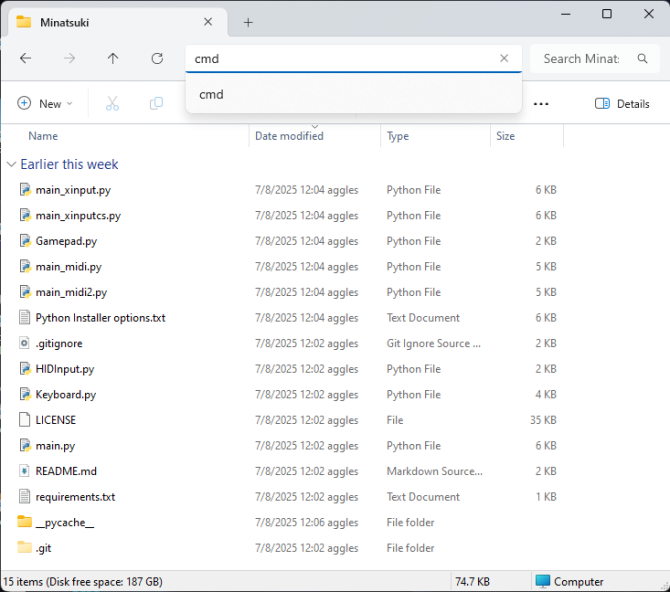 Minatsuki
cmd
Search Minat
cmd
New
Details
Name Date modified Type Size
Earlier this week
main_xinput.py 7/8/2025 12:04 aggles Python File 6 KB
main_xinputcs.py 7/8/2025 12:04 aggles Python File 6 KB
Gamepad.py 7/8/2025 12:04 aggles Python File 2 KB
main_midi.py 7/8/2025 12:04 aggles Python File 5 KB
main_midi2.py 7/8/2025 12:04 aggles Python File 5 KB
Python Installer options.txt 7/8/2025 12:04 aggles Text Document 6 KB
.gitignore 7/8/2025 12:02 aggles Git Ignore Source ... 2 KB
HIDInput.py 7/8/2025 12:02 aggles Python File 2 KB
Keyboard.py 7/8/2025 12:02 aggles Python File 4 KB
LICENSE 7/8/2025 12:02 aggles File 35 KB
main.py 7/8/2025 12:02 aggles Python File 6 KB
README.md 7/8/2025 12:02 aggles Markdown Source... 2 KB
requirements.txt 7/8/2025 12:02 aggles Text Document 1 KB
__pycache__ 7/8/2025 12:06 aggles File folder
.git 7/8/2025 12:02 aggles File folder
15 items (Disk free space: 187 GB) 74.7 KB Computer